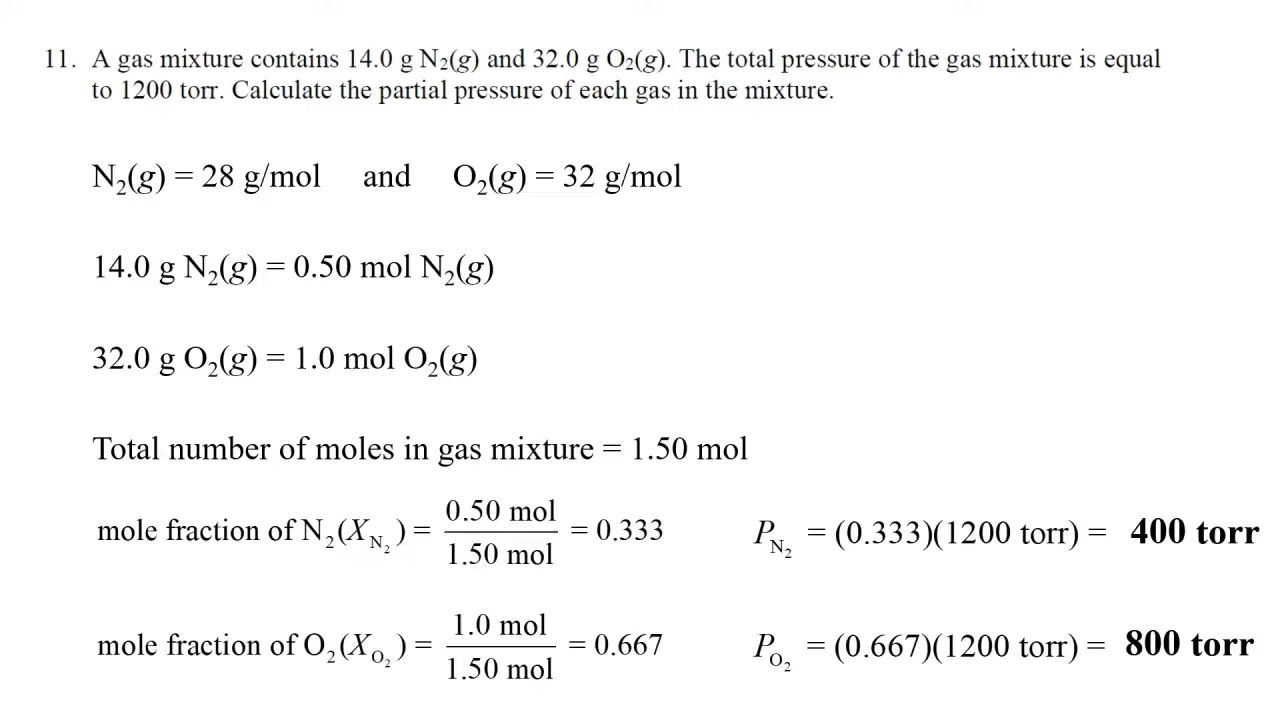 11. A gas mixture contains 14.0 g N₂(g) and 32.0 g O₂(g). The total pressure of the gas mixture is equal
to 1200 torr. Calculate the partial pressure of each gas in the mixture.
N₂(g) = 28 g/mol and O₂(g) = 32 g/mol
14.0 g N₂(g) = 0.50 mol N₂(g)
32.0 g O₂(g) = 1.0 mol O₂(g)
Total number of moles in gas mixture = 1.50 mol
mole fraction of N₂(X_N₂) = 0.50 mol / 1.50 mol = 0.333 P_N₂ = (0.333)(1200 torr) = 400 torr
mole fraction of O₂(X_O₂) = 1.0 mol / 1.50 mol = 0.667 P_O₂ = (0.667)(1200 torr) = 800 torr